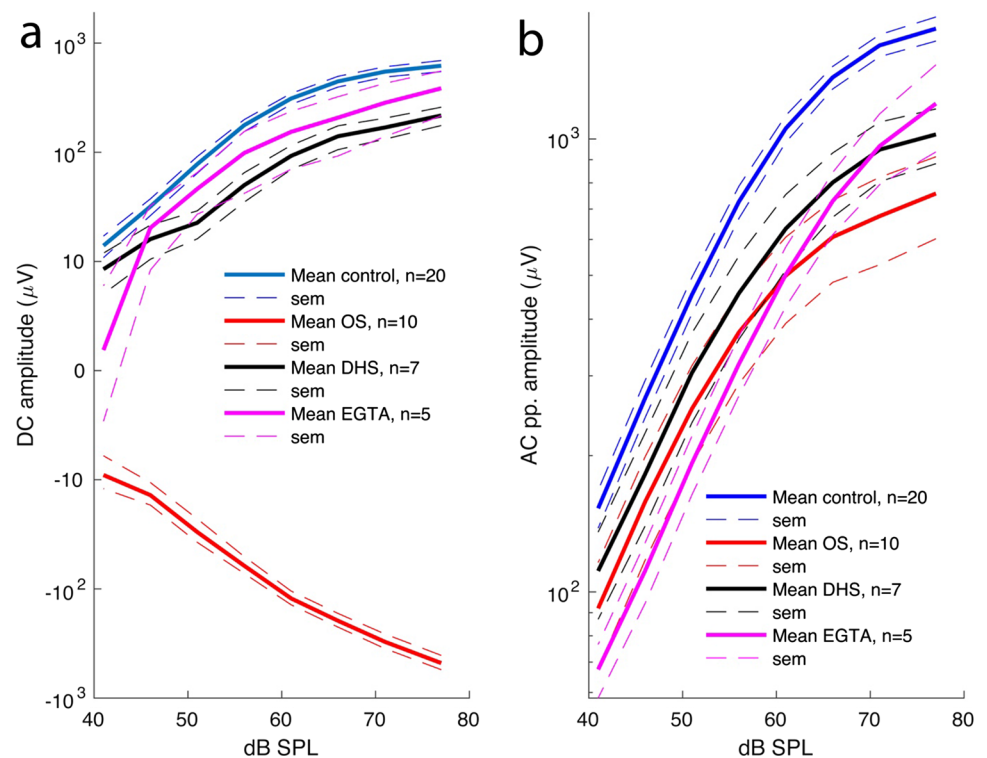 a
10³
10²
10
0
-10
-10²
-10³
40
50
60
70
80
DC amplitude (μV)
dB SPL
Mean control, n=20
sem
Mean OS, n=10
sem
Mean DHS, n=7
sem
Mean EGTA, n=5
sem
b
10³
10²
40
50
60
70
80
AC pp. amplitude (μV)
dB SPL
Mean control, n=20
sem
Mean OS, n=10
sem
Mean DHS, n=7
sem
Mean EGTA, n=5
sem